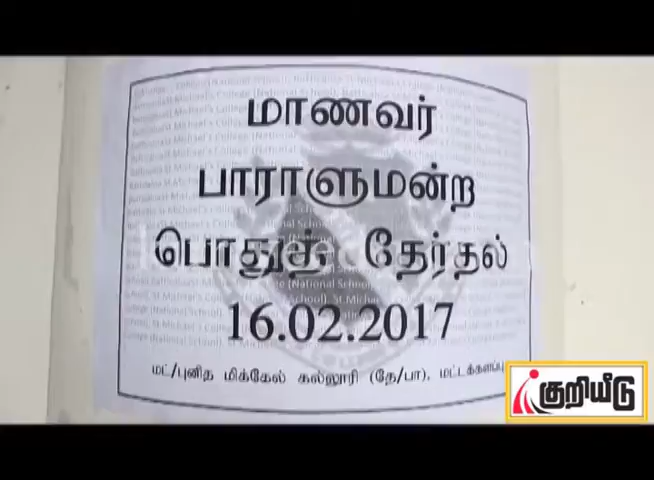 மாணவர்
பாராளுமன்ற
பொதுத் தேர்தல்
16.02.2017
மட்/புனித மிக்கேல் கல்லூரி (தே/பா), மட்டக்களப்பு
குறியீடு